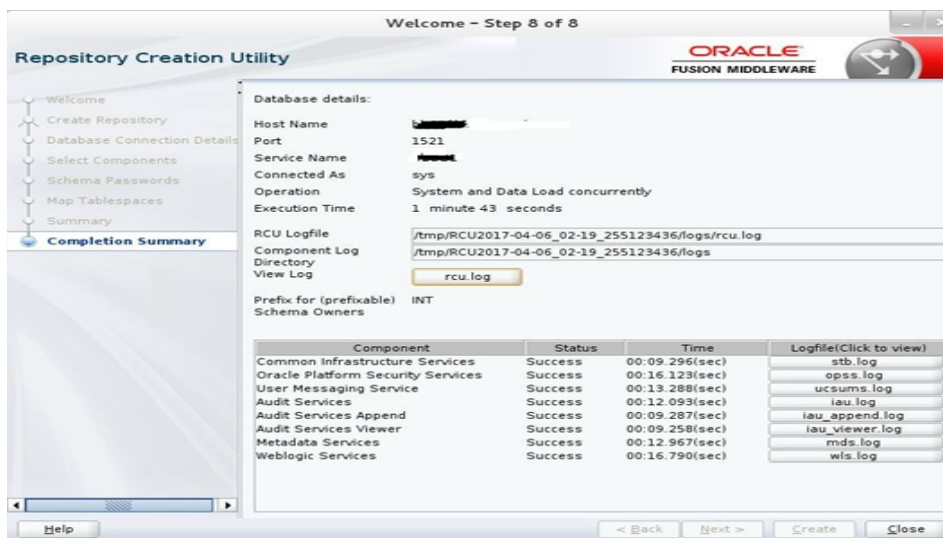 Welcome - Step 8 of 8
Repository Creation Utility
ORACLE
FUSION MIDDLEWARE
Welcome
Create Repository
Database Connection Details
Select Components
Schema Passwords
Map Tablespaces
Summary
Completion Summary
Database details:
Host Name
Port 1521
Service Name
Connected As sys
Operation System and Data Load concurrently
Execution Time 1 minute 43 seconds
RCU Logfile /tmp/RCU2017-04-06_02-19_255123436/logs/rcu.log
Component Log Directory /tmp/RCU2017-04-06_02-19_255123436/logs
View Log rcu.log
Prefix for (prefixable) Schema Owners INT
Component Status Time Logfile(Click to view)
Common Infrastructure Services Success 00:09.296(sec) stb.log
Oracle Platform Security Services Success 00:16.123(sec) opss.log
User Messaging Service Success 00:13.288(sec) ucsums.log
Audit Services Success 00:12.093(sec) iau.log
Audit Services Append Success 00:09.287(sec) iau_append.log
Audit Services Viewer Success 00:09.258(sec) iau_viewer.log
Metadata Services Success 00:12.967(sec) mds.log
Weblogic Services Success 00:16.790(sec) wls.log
Help
< Back
Next >
Create
Close